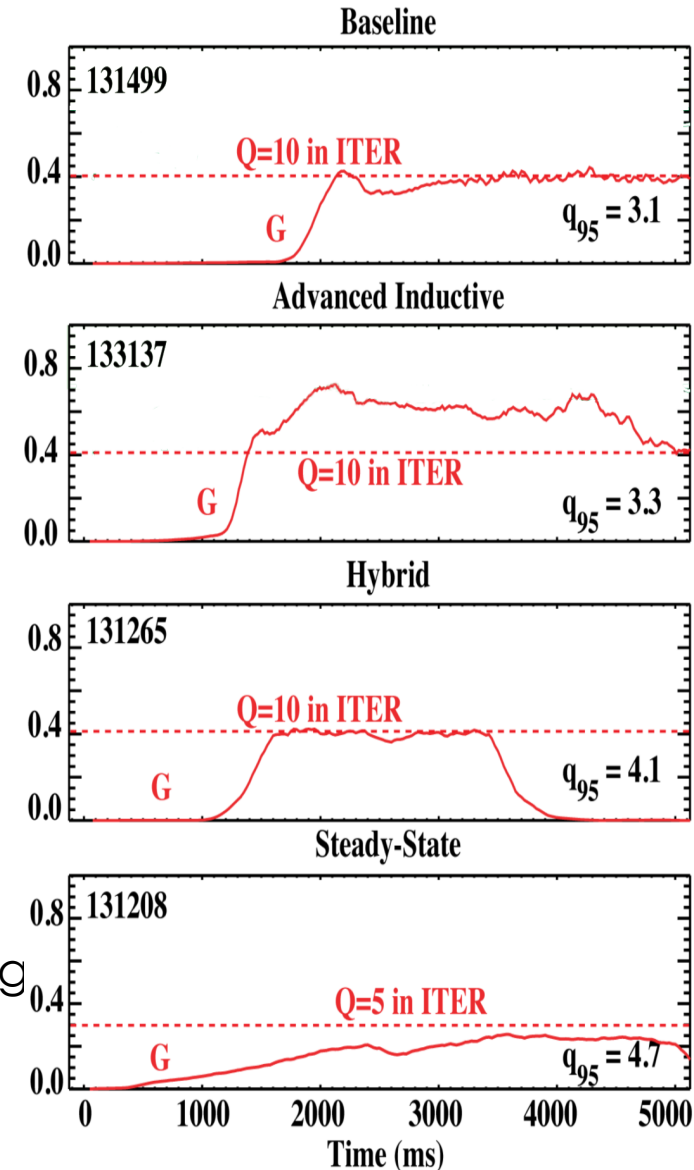 Baseline
0.8
131499
Q=10 in ITER
0.4
G
q95 = 3.1
0.0
Advanced Inductive
0.8
133137
0.4
Q=10 in ITER
G
q95 = 3.3
0.0
Hybrid
0.8
131265
Q=10 in ITER
0.4
G
q95 = 4.1
0.0
Steady-State
0.8
131208
g
0.4
Q=5 in ITER
G
q95 = 4.7
0.0
0 1000 2000 3000 4000 5000
Time (ms)